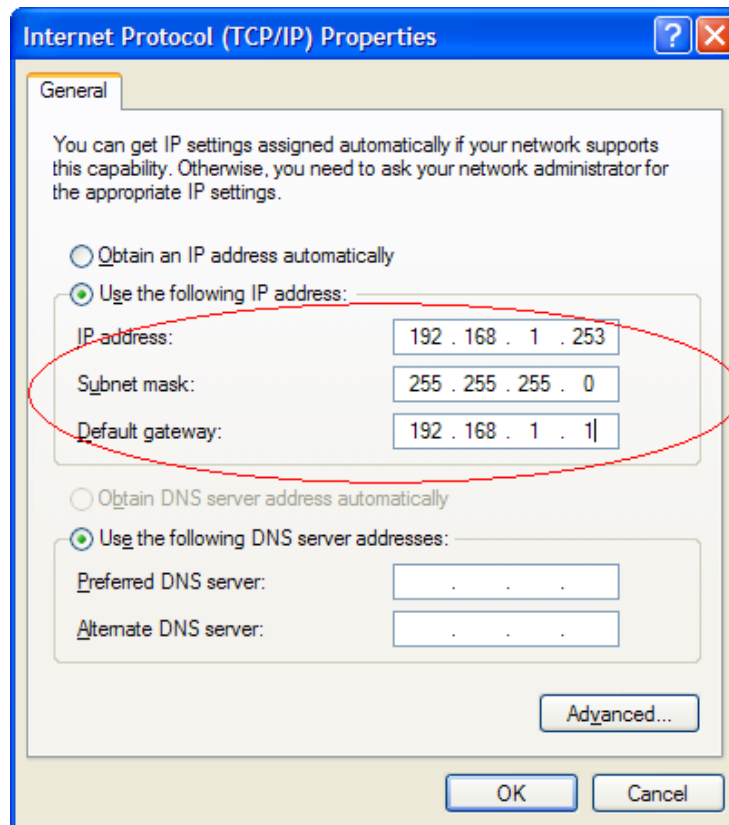 Internet Protocol (TCP/IP) Properties
General
You can get IP settings assigned automatically if your network supports
this capability. Otherwise, you need to ask your network administrator for
the appropriate IP settings.
Obtain an IP address automatically
Use the following IP address:
IP address: 192 . 168 . 1 . 253
Subnet mask: 255 . 255 . 255 . 0
Default gateway: 192 . 168 . 1 . 1
Obtain DNS server address automatically
Use the following DNS server addresses:
Preferred DNS server: . . .
Alternate DNS server: . . .
Advanced...
OK Cancel